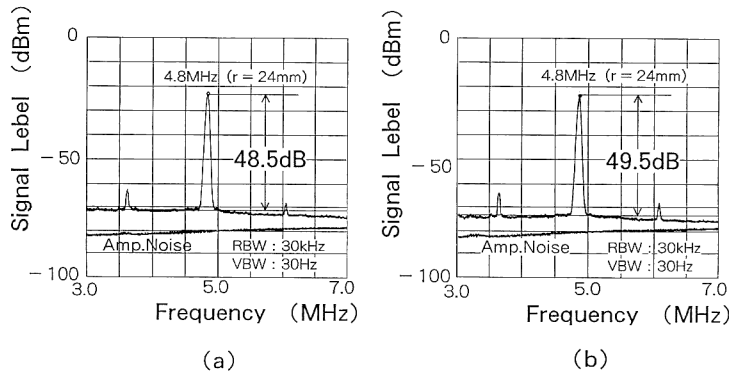 Signal Lebel (dBm)
0
－50
－100
4.8MHz (r = 24mm)
48.5dB
Amp.Noise
RBW : 30kHz
VBW : 30Hz
3.0
5.0
7.0
Frequency (MHz)
(a)
Signal Lebel (dBm)
0
－50
－100
4.8MHz (r = 24mm)
49.5dB
Amp.Noise
RBW : 30kHz
VBW : 30Hz
3.0
5.0
7.0
Frequency (MHz)
(b)